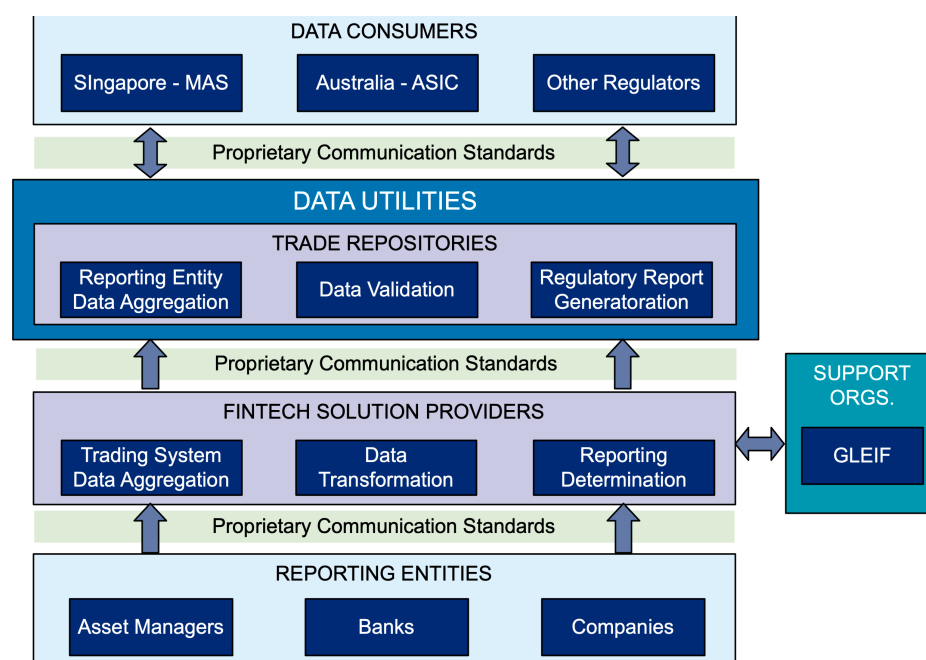 DATA CONSUMERS
SIngapore - MAS
Australia - ASIC
Other Regulators
Proprietary Communication Standards
DATA UTILITIES
TRADE REPOSITORIES
Reporting Entity
Data Aggregation
Data Validation
Regulatory Report
Generatoration
Proprietary Communication Standards
FINTECH SOLUTION PROVIDERS
Trading System
Data Aggregation
Data
Transformation
Reporting
Determination
SUPPORT
ORGS.
GLEIF
Proprietary Communication Standards
REPORTING ENTITIES
Asset Managers
Banks
Companies